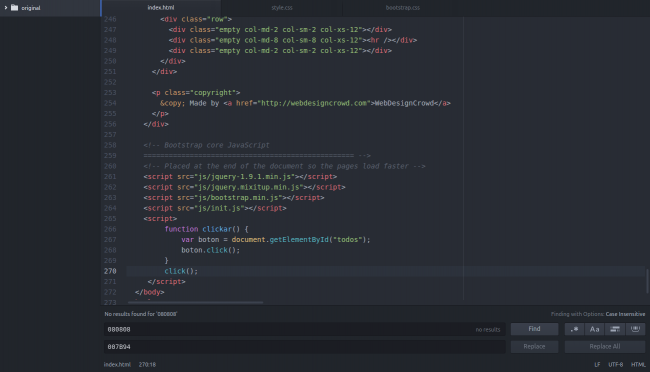 original
index.html
style.css
bootstrap.css
246 <div class="row">
247 <div class="empty col-md-2 col-sm-2 col-xs-12"></div>
248 <div class="empty col-md-8 col-sm-8 col-xs-12"><hr /></div>
249 <div class="empty col-md-2 col-sm-2 col-xs-12"></div>
250 </div>
251 </div>
252
253 <p class="copyright">
254 &copy; Made by <a href="http://webdesigncrowd.com">WebDesignCrowd</a>
255 </p>
256 </div>
257
258 <!-- Bootstrap core JavaScript
259 ================================================== -->
260 <!-- Placed at the end of the document so the pages load faster -->
261 <script src="js/jquery-1.9.1.min.js"></script>
262 <script src="js/jquery.mixitup.min.js"></script>
263 <script src="js/bootstrap.min.js"></script>
264 <script src="js/init.js"></script>
265 <script>
266 function clickar() {
267 var boton = document.getElementById("todos");
268 boton.click();
269 }
270 click();
271 </script>
272 </body>
273
No results found for '080808'
Finding with Options: Case Insensitive
080808
no results
Find
.*
Aa
007B94
Replace
Replace All
index.html 270:18
LF UTF-8 HTML